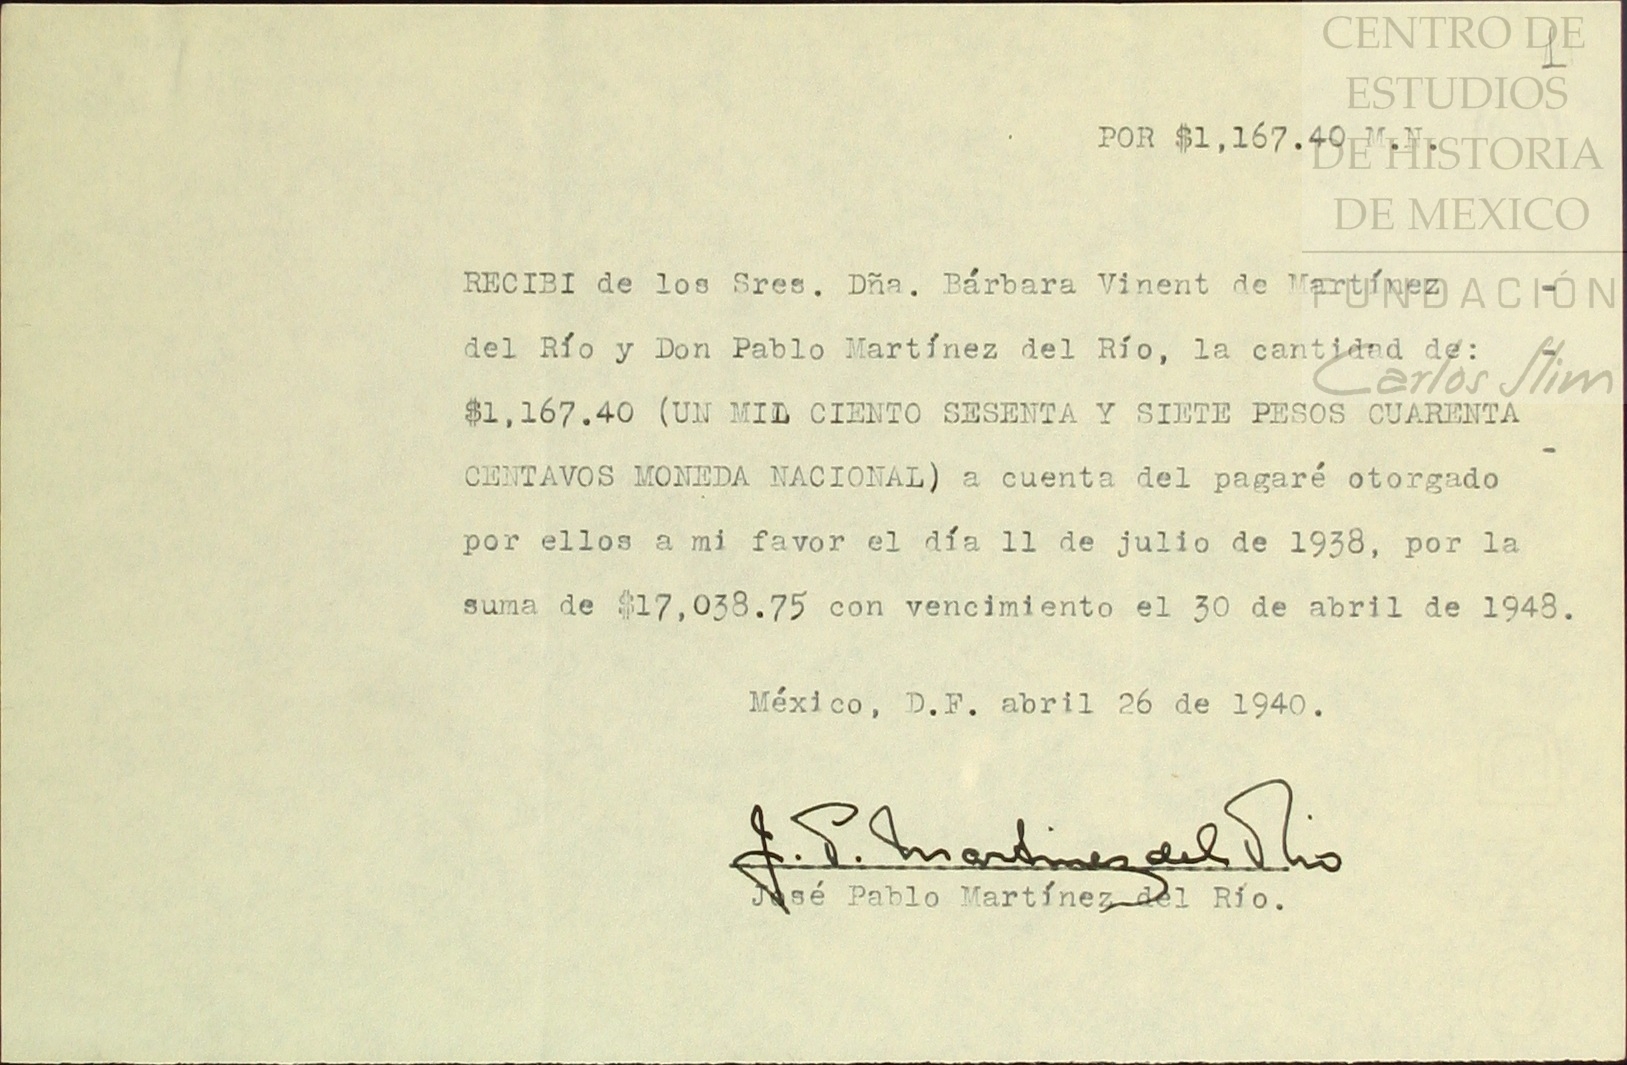 CENTRO DE
ESTUDIOS
DE HISTORIA
DE MEXICO
FUNDACIÓN
Carlos Slim
1
POR $1,167.40 M.N.
RECIBI de los Sres. Dña. Bárbara Vinent de Martínez -
del Río y Don Pablo Martínez del Río, la cantidad de: -
$1,167.40 (UN MIL CIENTO SESENTA Y SIETE PESOS CUARENTA
CENTAVOS MONEDA NACIONAL) a cuenta del pagaré otorgado -
por ellos a mi favor el día 11 de julio de 1938, por la
suma de $17,038.75 con vencimiento el 30 de abril de 1948.
México, D.F. abril 26 de 1940.
J. P. Martinez del Rio
José Pablo Martínez del Río.